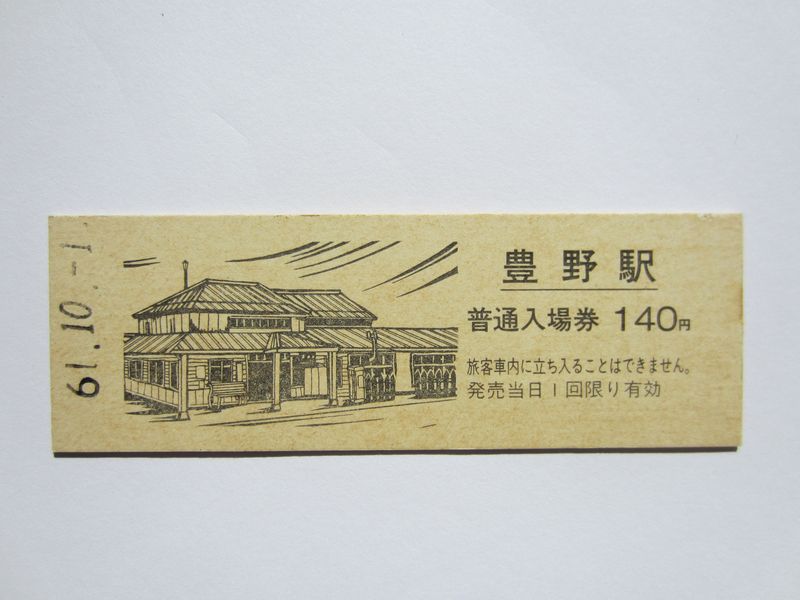 61.10.-1
豊野駅
普通入場券 140円
旅客車内に立ち入ることはできません。
発売当日1回限り有効